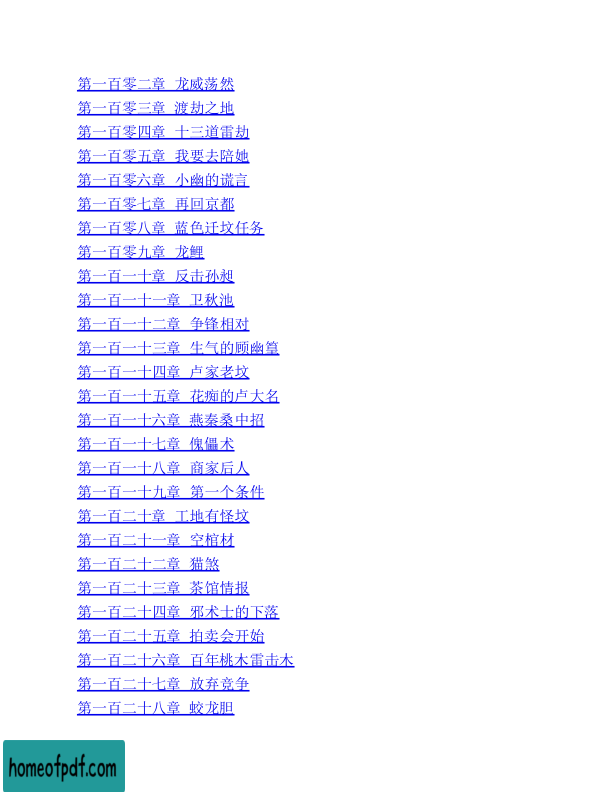 第一百零二章 龙威荡然
第一百零三章 渡劫之地
第一百零四章 十三道雷劫
第一百零五章 我要去陪她
第一百零六章 小幽的谎言
第一百零七章 再回京都
第一百零八章 蓝色迁坟任务
第一百零九章 龙鲤
第一百一十章 反击孙昶
第一百一十一章 卫秋池
第一百一十二章 争锋相对
第一百一十三章 生气的顾幽篁
第一百一十四章 卢家老坟
第一百一十五章 花痴的卢大名
第一百一十六章 燕秦桑中招
第一百一十七章 傀儡术
第一百一十八章 商家后人
第一百一十九章 第一个条件
第一百二十章 工地有怪坟
第一百二十一章 空棺材
第一百二十二章 猫煞
第一百二十三章 茶馆情报
第一百二十四章 邪术士的下落
第一百二十五章 拍卖会开始
第一百二十六章 百年桃木雷击木
第一百二十七章 放弃竞争
第一百二十八章 蛟龙胆
homeofpdf.com